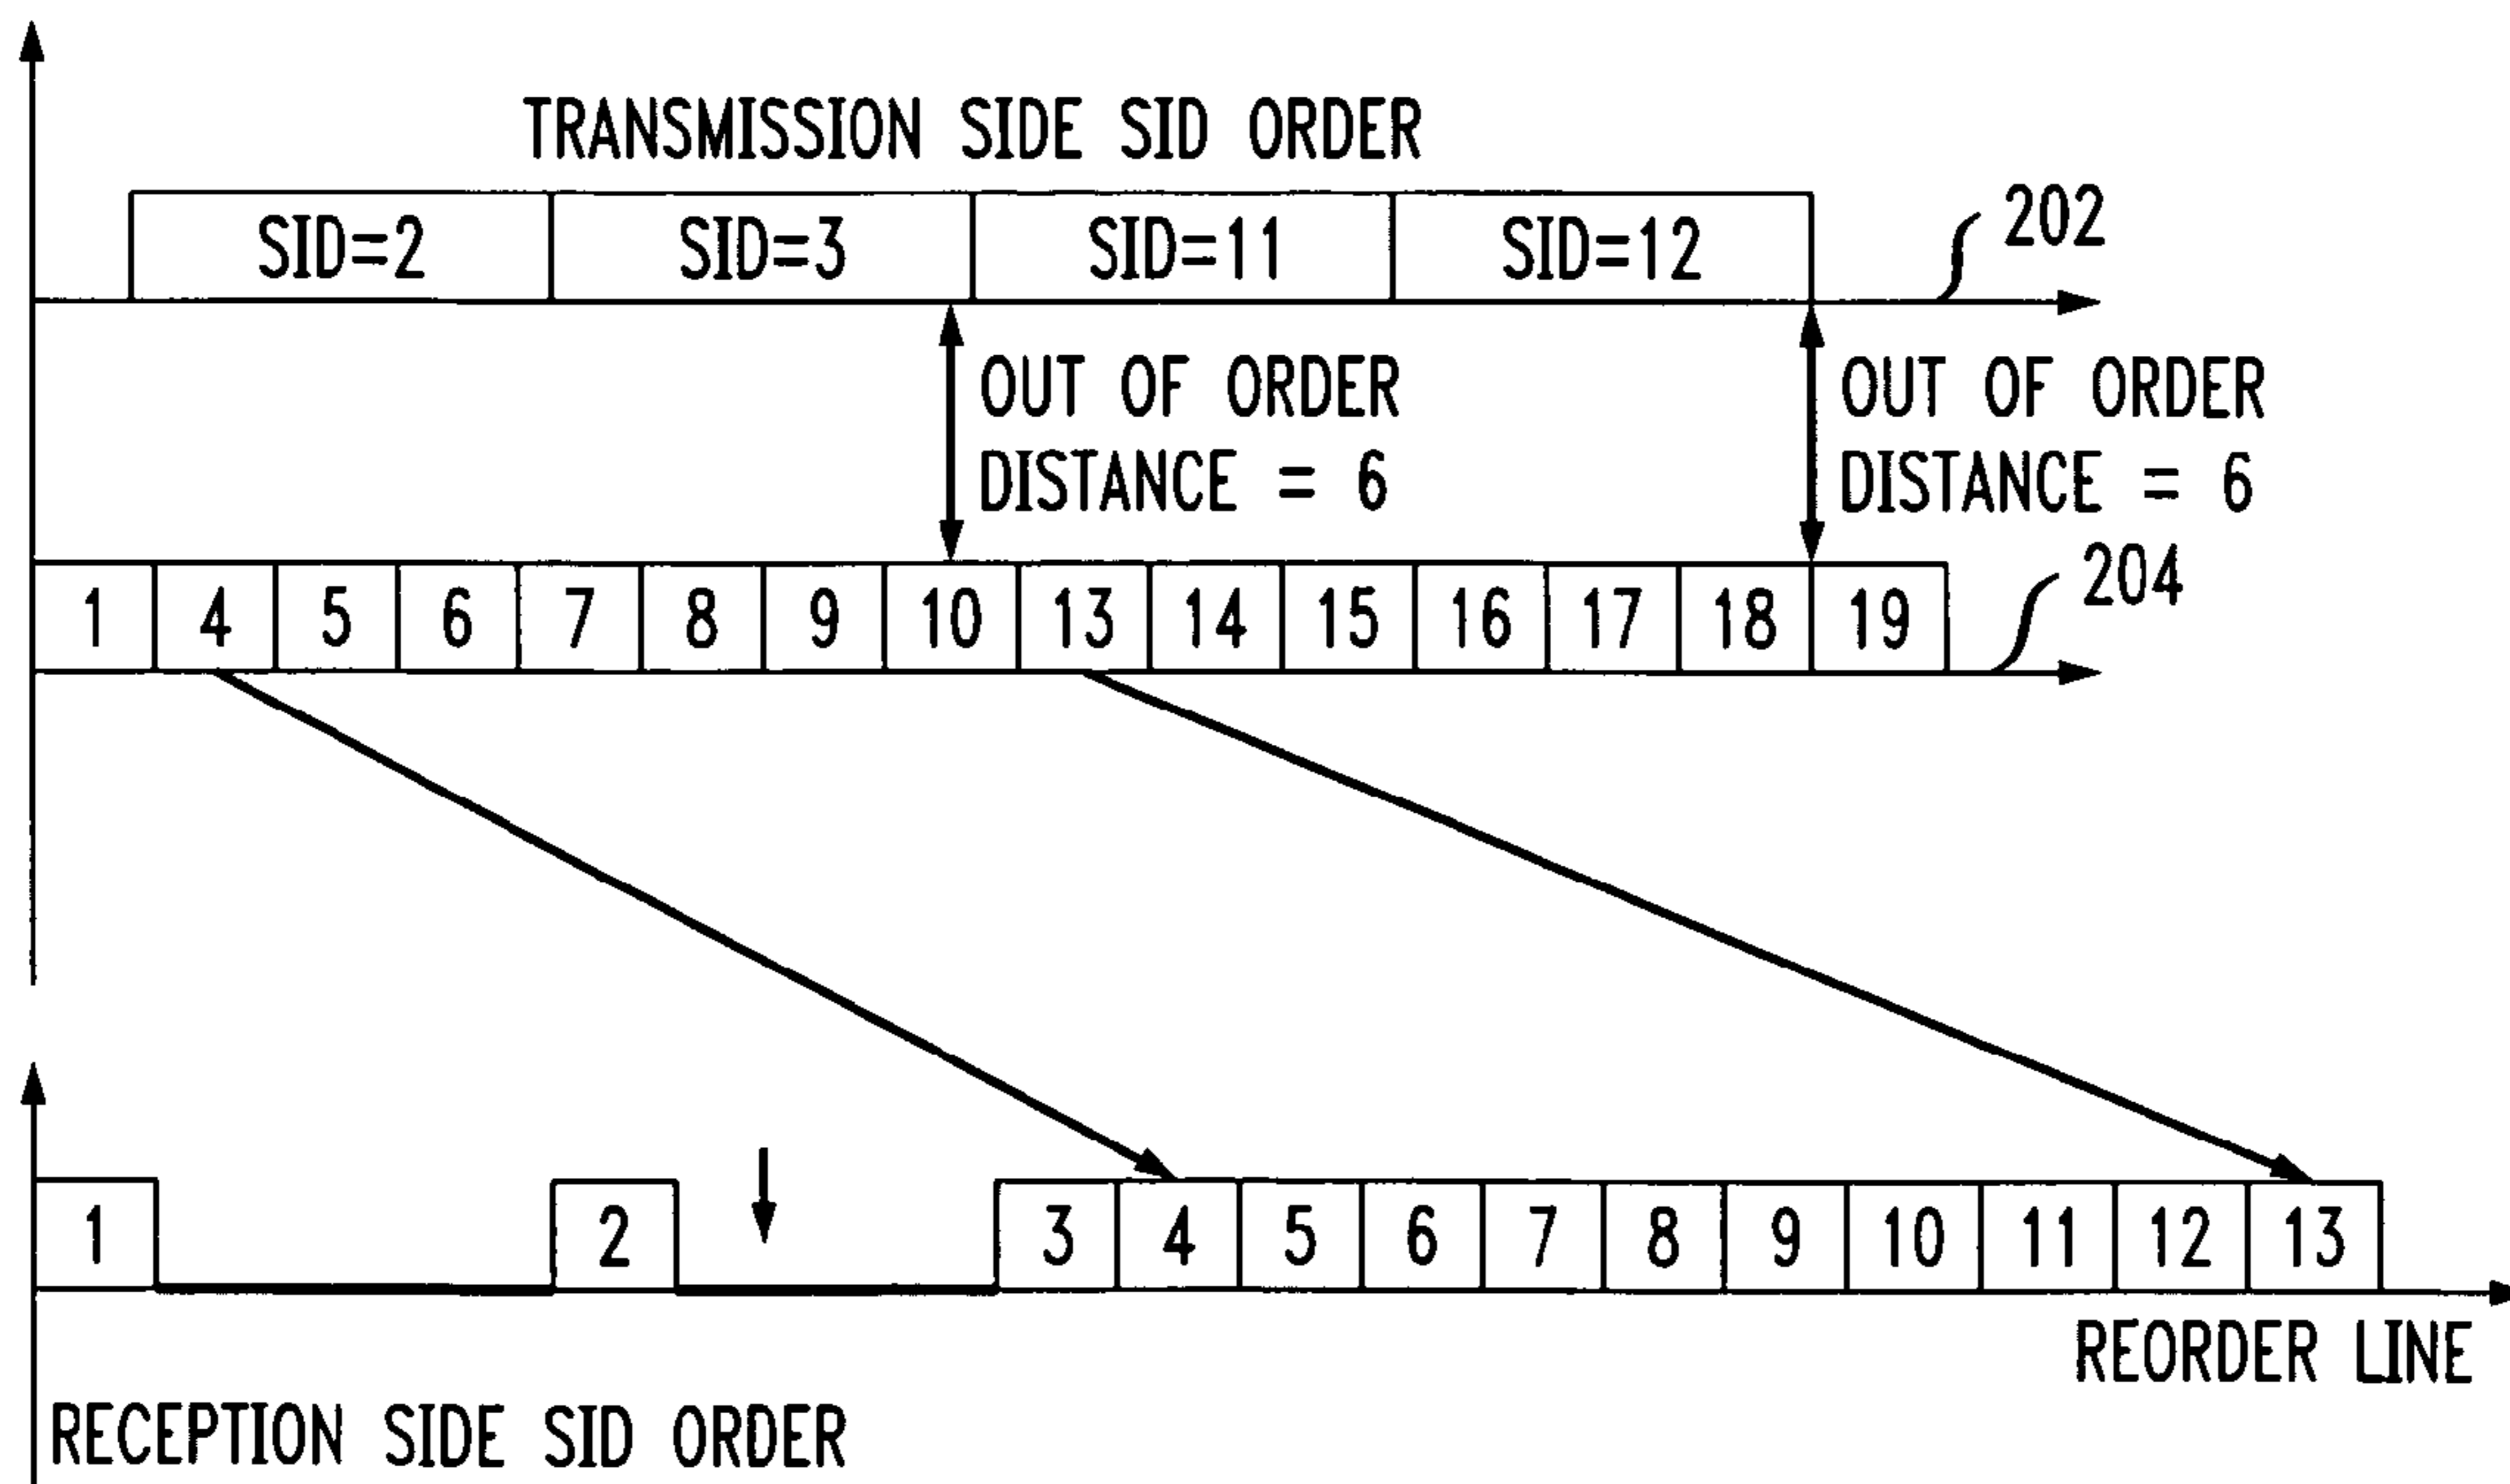 TRANSMISSION SIDE SID ORDER
SID=2 SID=3 SID=11 SID=12 202
OUT OF ORDER DISTANCE = 6
OUT OF ORDER DISTANCE = 6
204
1 4 5 6 7 8 9 10 13 14 15 16 17 18 19
1 2 3 4 5 6 7 8 9 10 11 12 13
REORDER LINE
RECEPTION SIDE SID ORDER